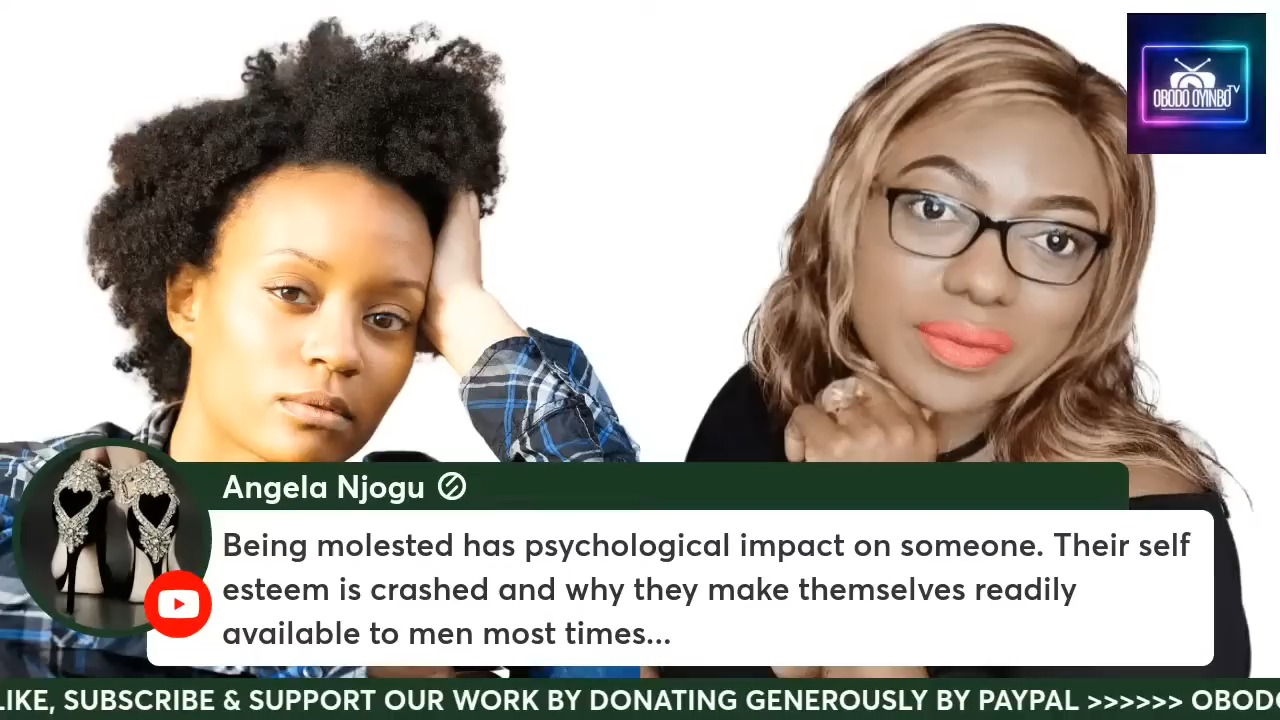 OBODO OYINBO TV
Angela Njogu
Being molested has psychological impact on someone. Their self
esteem is crashed and why they make themselves readily
available to men most times...
LIKE, SUBSCRIBE & SUPPORT OUR WORK BY DONATING GENEROUSLY BY PAYPAL >>>>>> OBODO